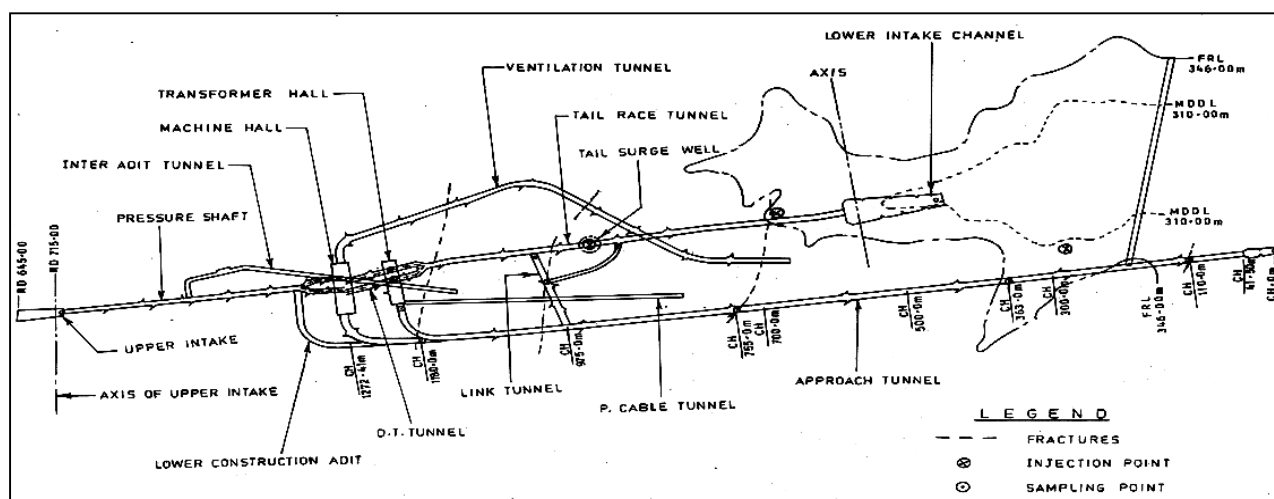 LOWER INTAKE CHANNEL
AXIS
FRL
346·00m
VENTILATION TUNNEL
TRANSFORMER HALL
MDDL
310·00m
MACHINE HALL
TAIL RACE TUNNEL
TAIL SURGE WELL
INTER ADIT TUNNEL
PRESSURE SHAFT
MDDL
310·00m
RD 645·00
RD 715·00
UPPER INTAKE
AXIS OF UPPER INTAKE
LOWER CONSTRUCTION ADIT
D.T. TUNNEL
CH
1272·41m
CH
1180·0m
LINK TUNNEL
CH
975·0m
P. CABLE TUNNEL
CH
755·0m
CH
700·0m
APPROACH TUNNEL
CH
500·0m
CH
363·0m
CH
300·00m
FRL
346·00m
CH
110·0m
CH
CH·0m
LEGEND
FRACTURES
INJECTION POINT
SAMPLING POINT